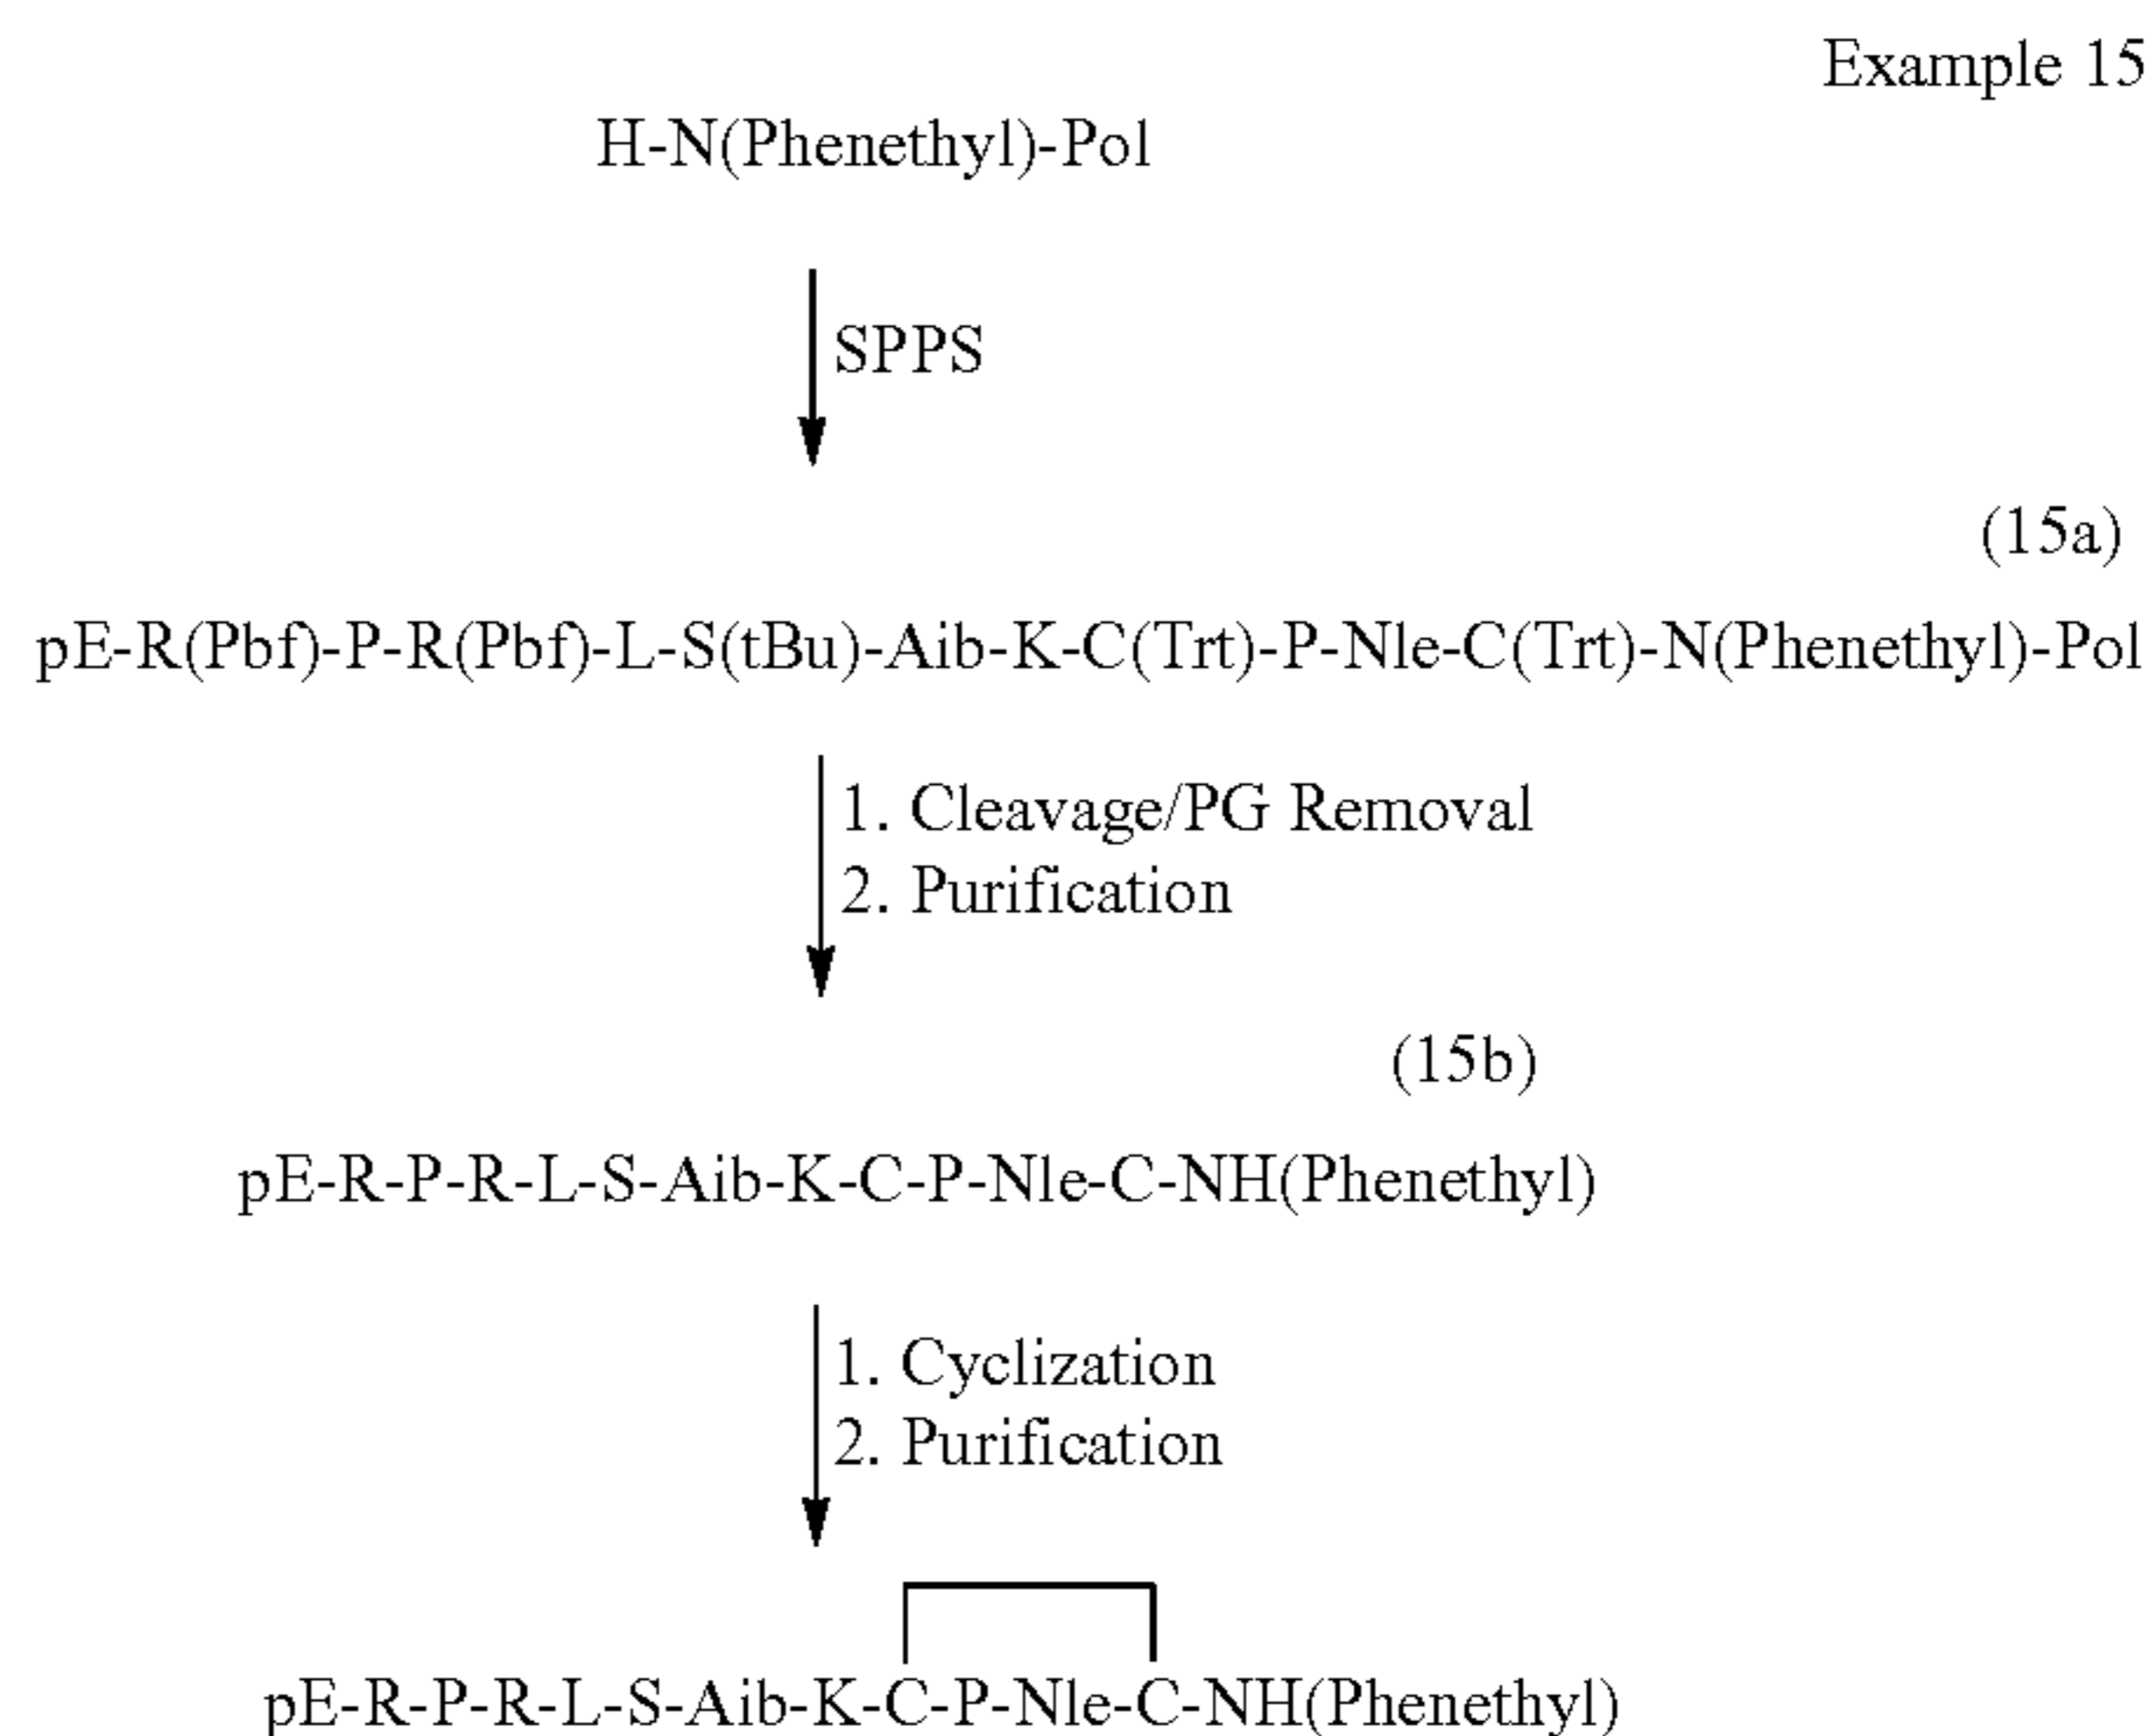 Example 15
H-N(Phenethyl)-Pol
SPPS
(15a)
pE-R(Pbf)-P-R(Pbf)-L-S(tBu)-Aib-K-C(Trt)-P-Nle-C(Trt)-N(Phenethyl)-Pol
1. Cleavage/PG Removal
2. Purification
(15b)
pE-R-P-R-L-S-Aib-K-C-P-Nle-C-NH(Phenethyl)
1. Cyclization
2. Purification
pE-R-P-R-L-S-Aib-K-C-P-Nle-C-NH(Phenethyl)